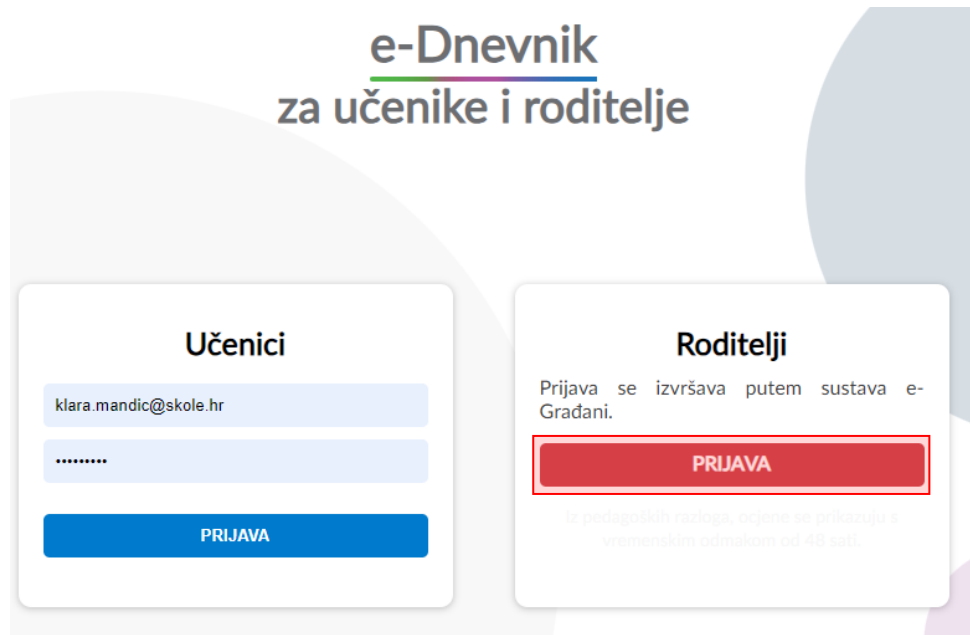 e-Dnevnik
za učenike i roditelje
Učenici
klara.mandic@skole.hr
•••••••••
PRIJAVA
Roditelji
Prijava se izvršava putem sustava e-
Građani.
PRIJAVA
Iz pedagoških razloga, ocjene se prikazuju s
vremenskim odmakom od 48 sati.